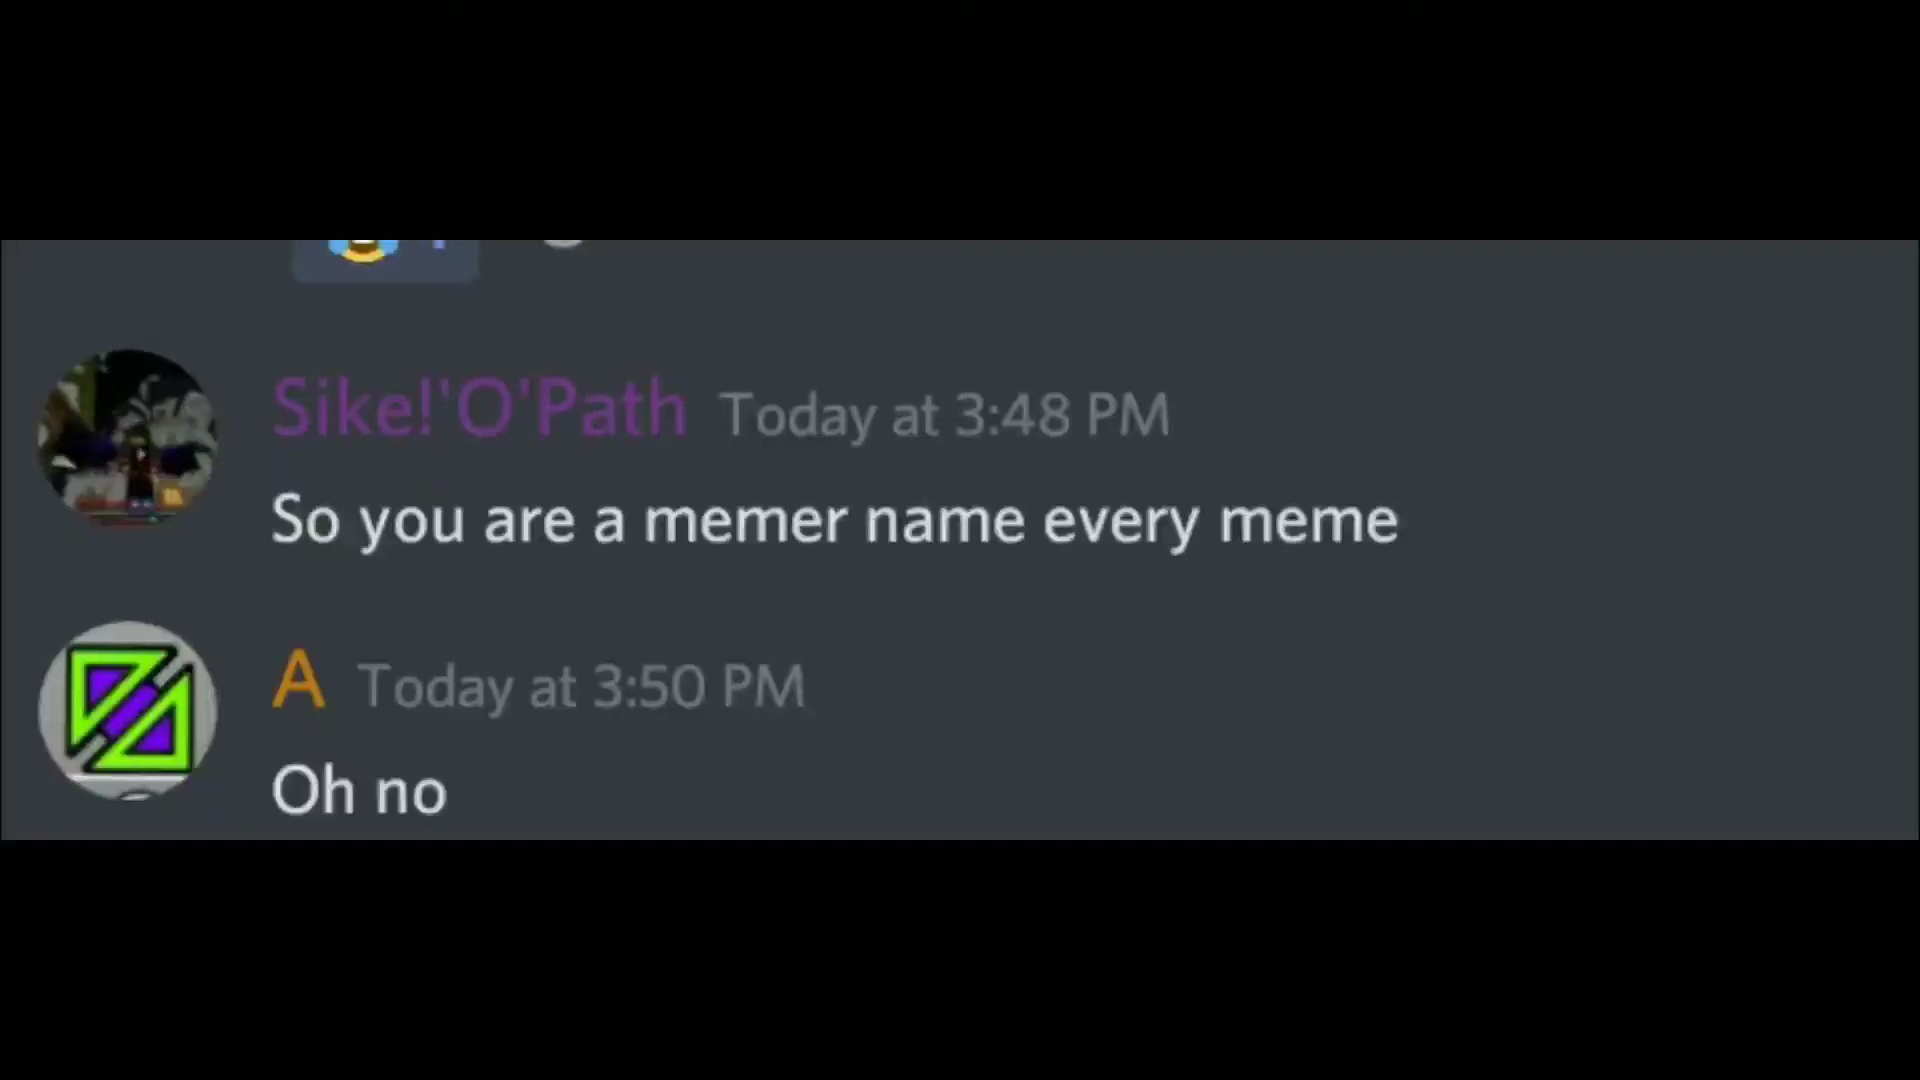 Sike!'O'Path Today at 3:48 PM
So you are a memer name every meme
A Today at 3:50 PM
Oh no